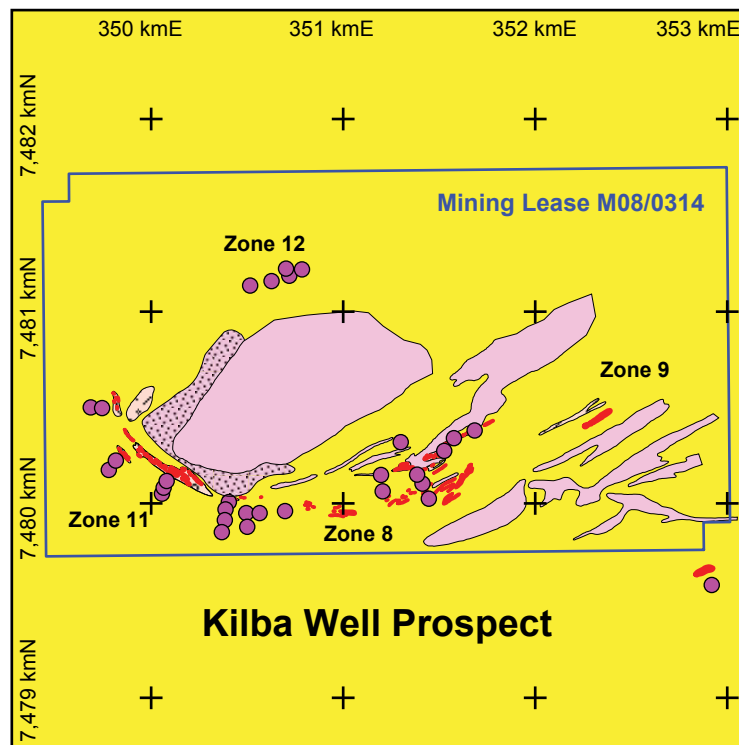 350 kmE
351 kmE
352 kmE
353 kmE
7,482 kmN
Mining Lease M08/0314
Zone 12
7,481 kmN
Zone 9
Zone 11
7,480 kmN
Zone 8
Kilba Well Prospect
7,479 kmN